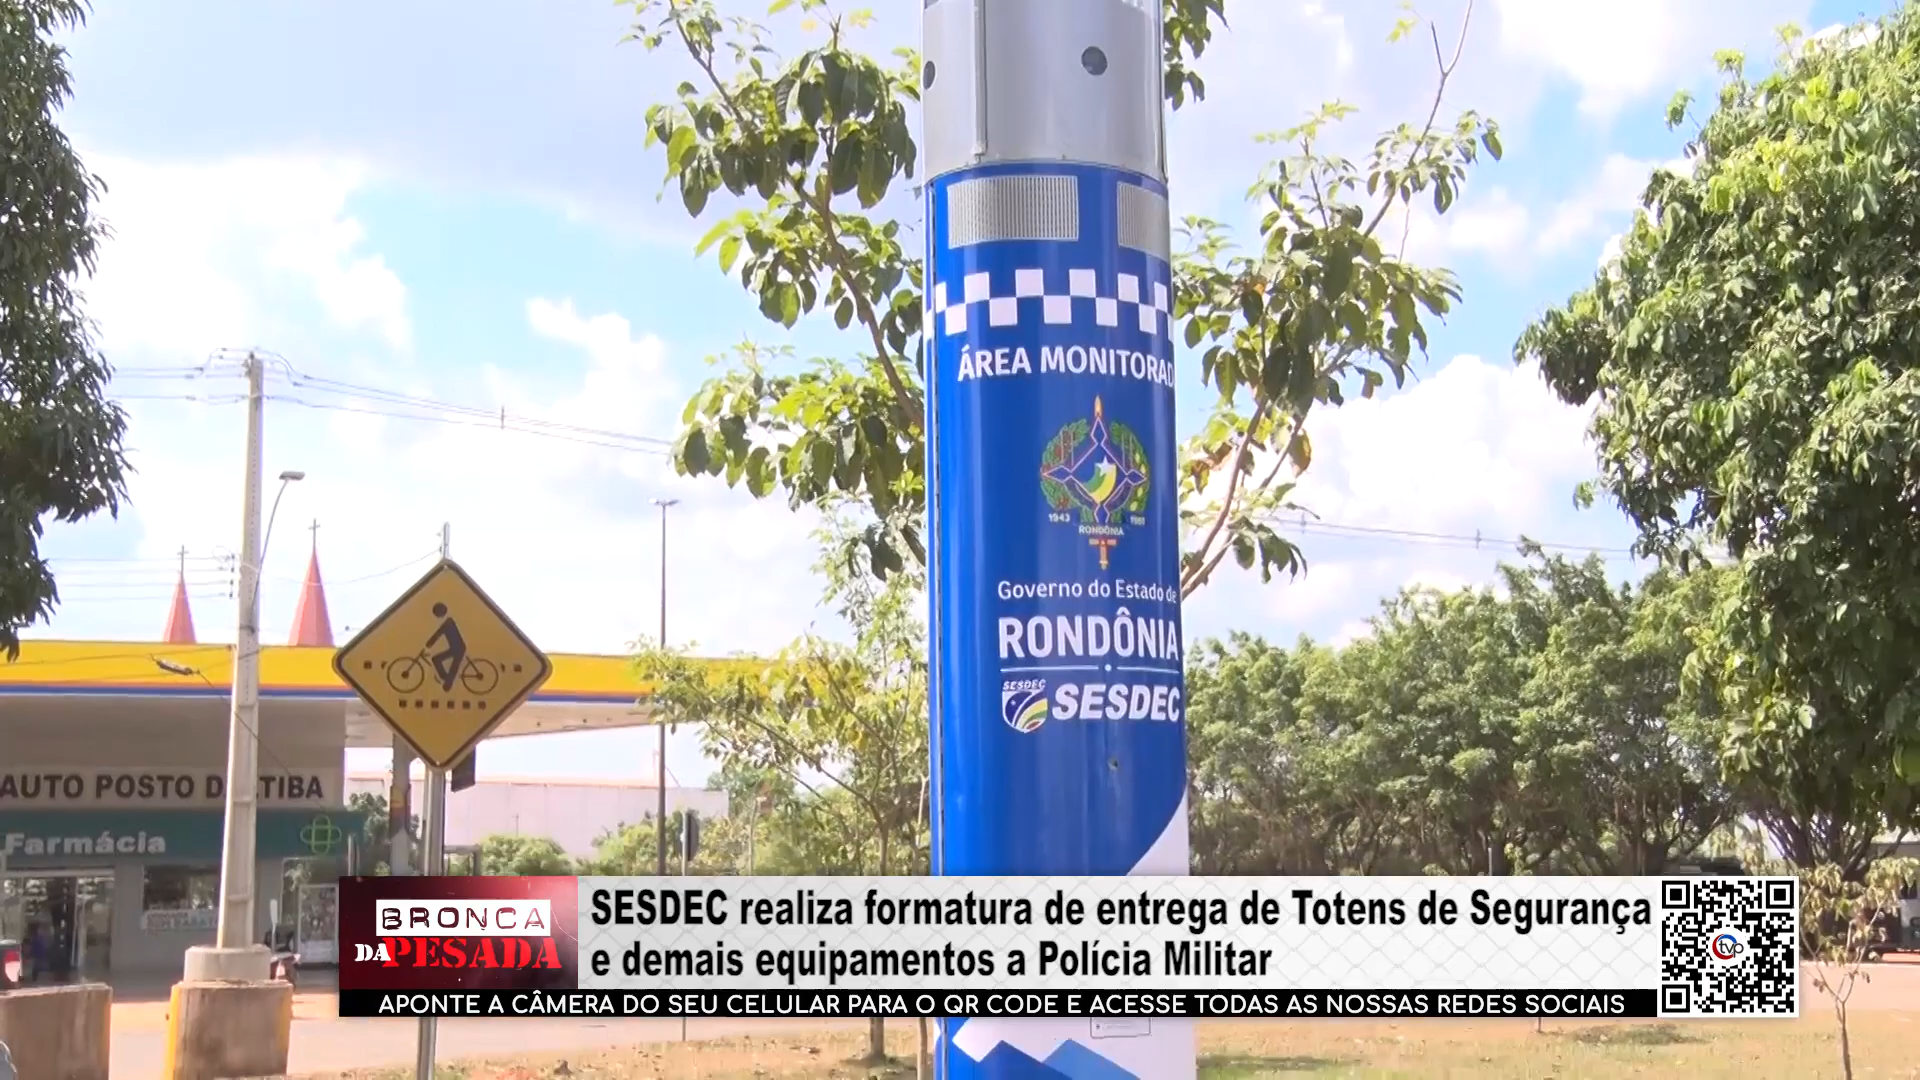 ÁREA MONITORAD
1943 1981
RONDÔNIA
Governo do Estado de
RONDÔNIA
SESDEC
SESDEC
AUTO POSTO D TIBA
Farmácia
BRONCA
DA PESADA
SESDEC realiza formatura de entrega de Totens de Segurança
e demais equipamentos a Polícia Militar
tvp
APONTE A CÂMERA DO SEU CELULAR PARA O QR CODE E ACESSE TODAS AS NOSSAS REDES SOCIAIS